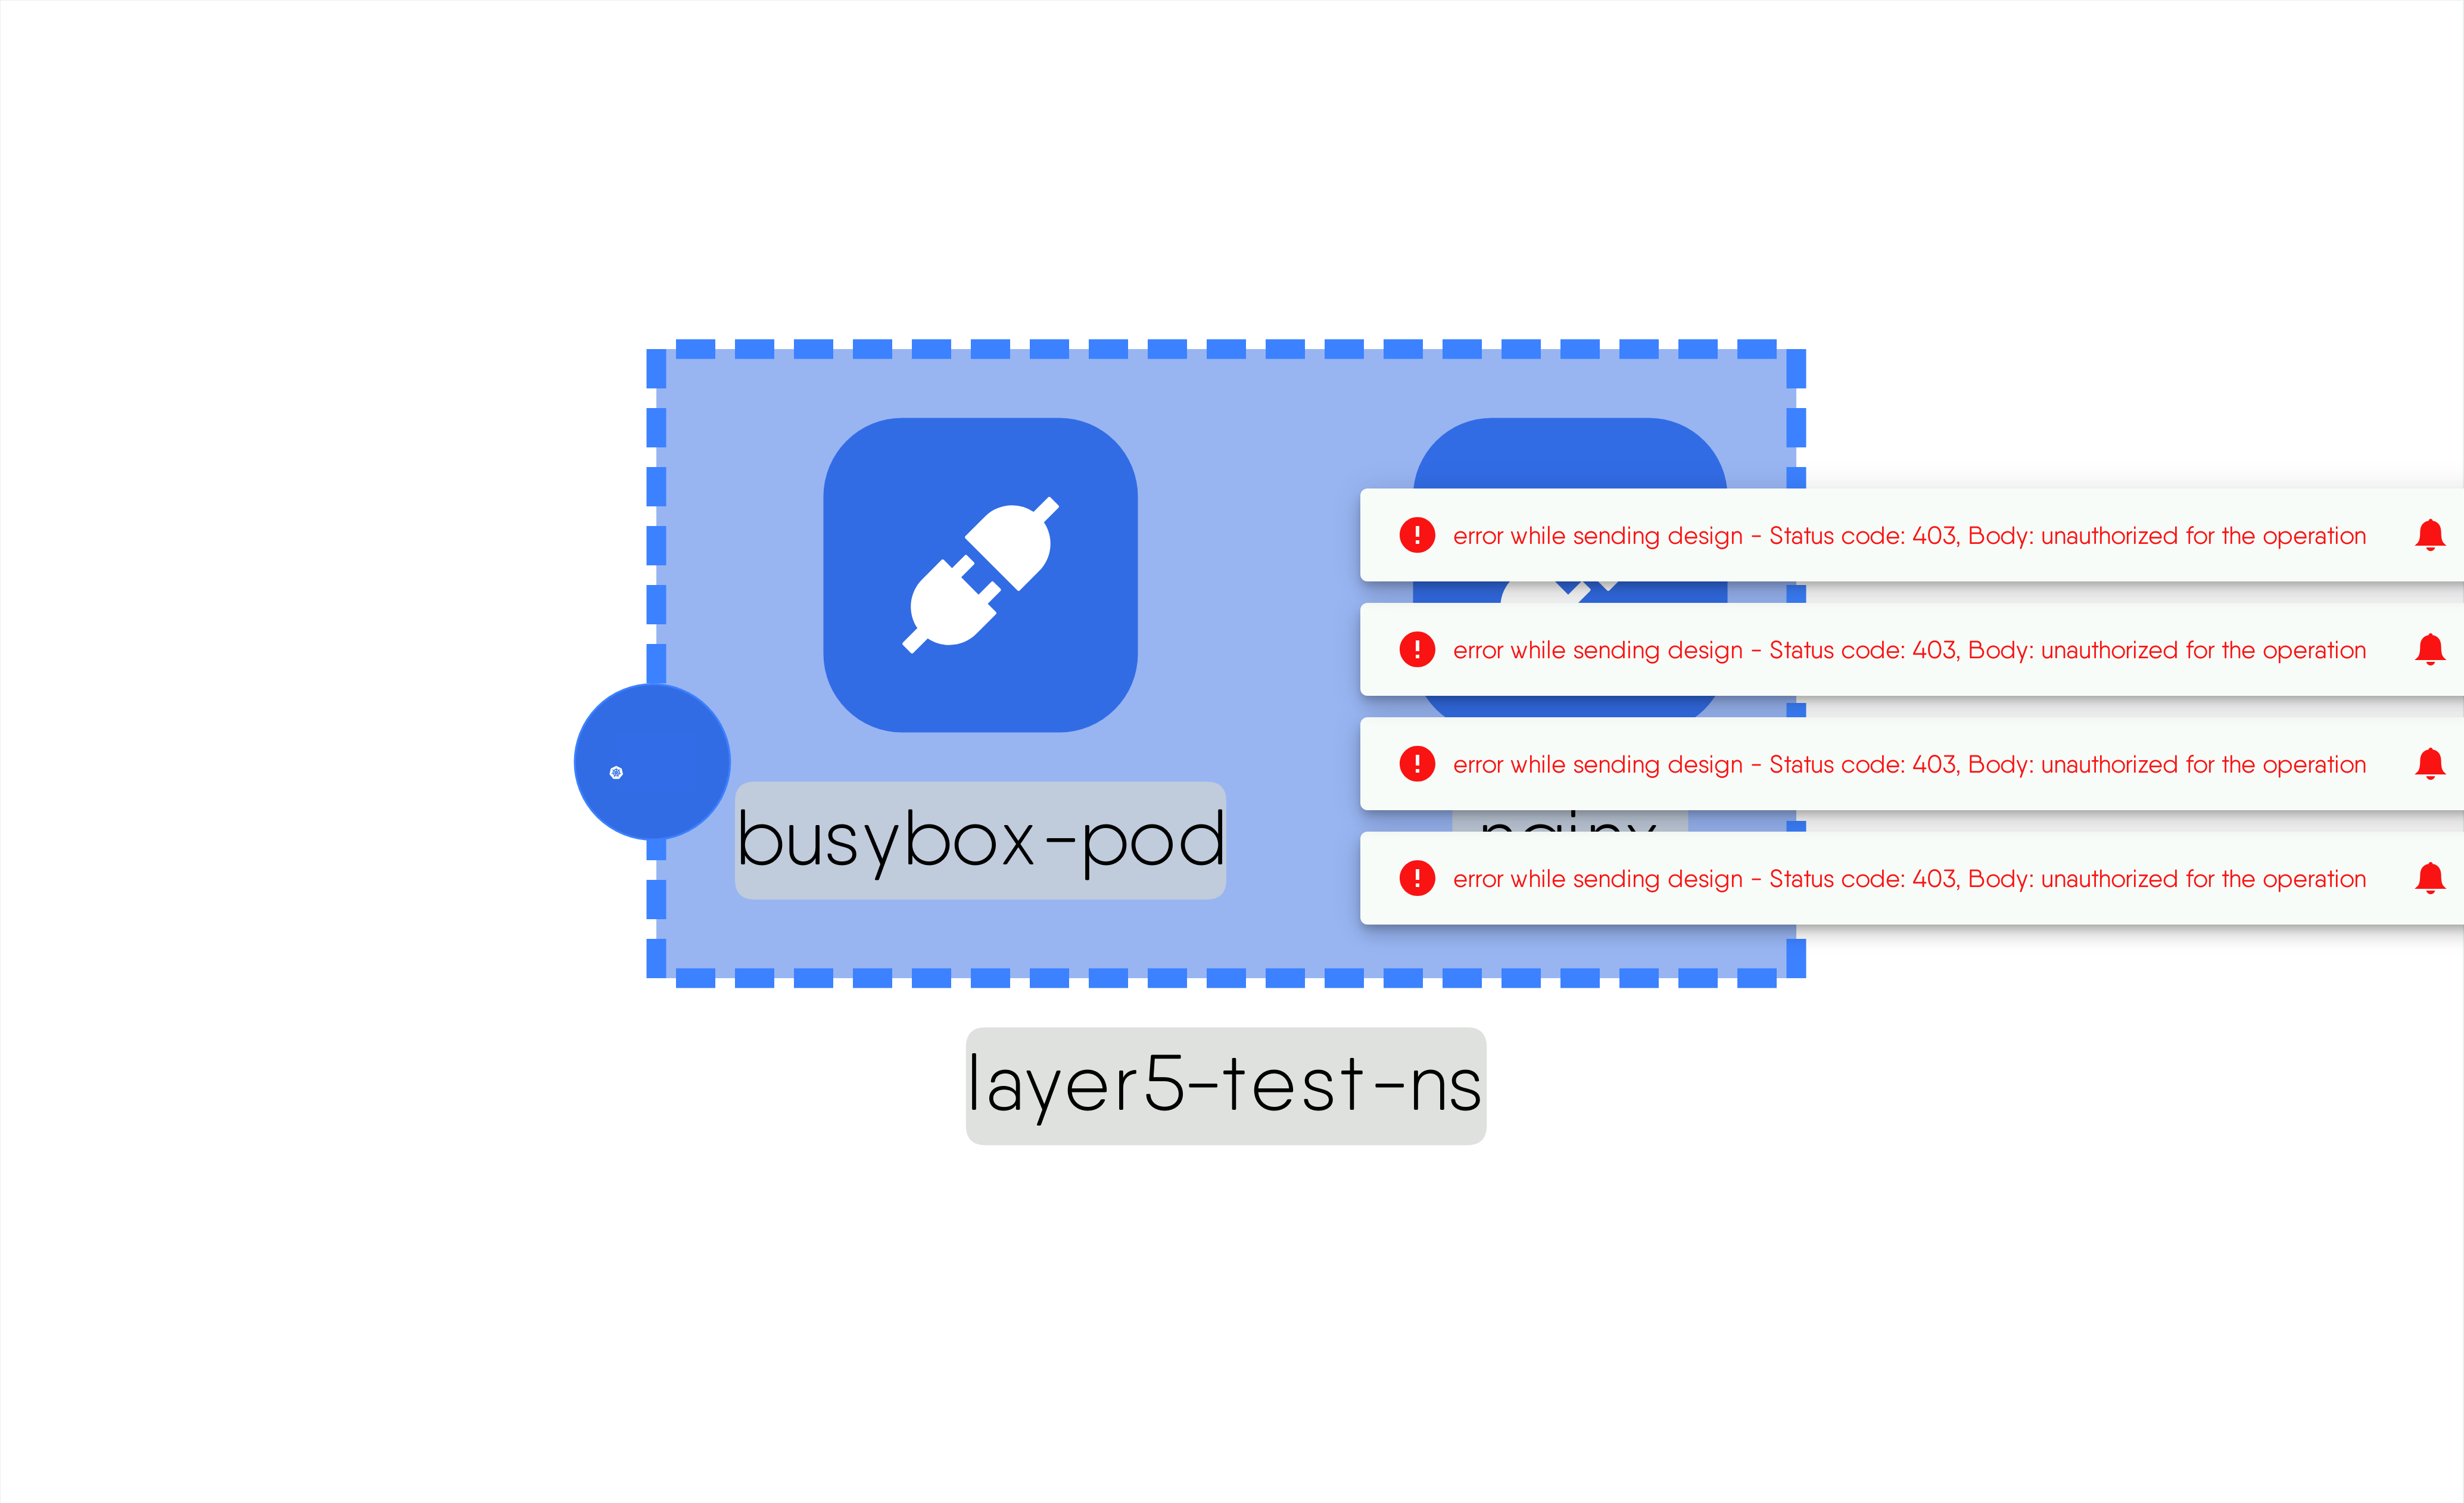 error while sending design - Status code: 403, Body: unauthorized for the operation
error while sending design - Status code: 403, Body: unauthorized for the operation
error while sending design - Status code: 403, Body: unauthorized for the operation
busybox-pod
error while sending design - Status code: 403, Body: unauthorized for the operation
layer5-test-ns